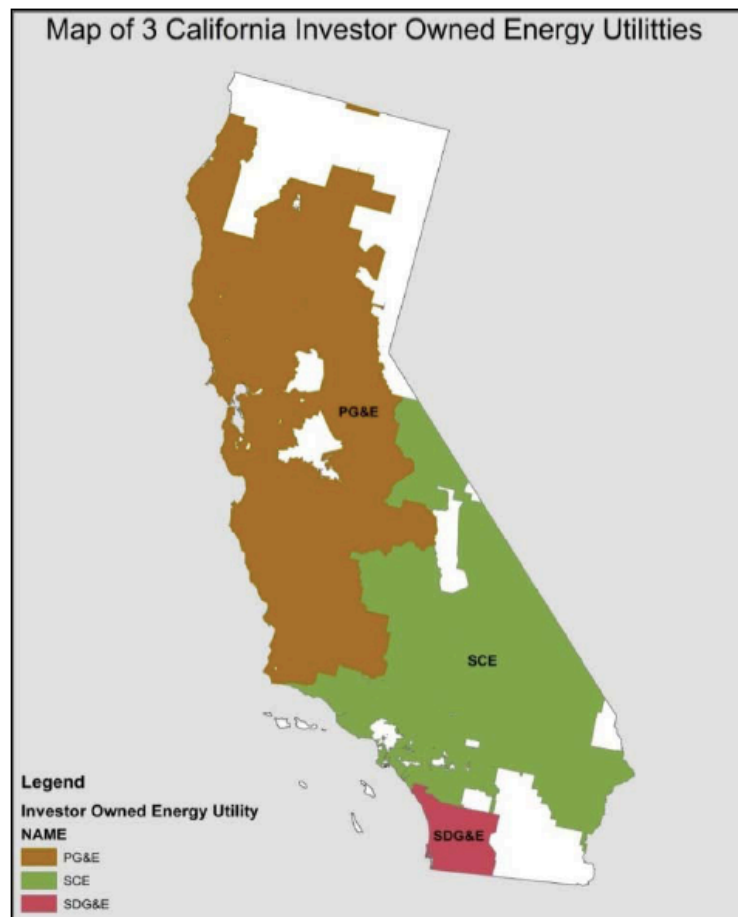 Map of 3 California Investor Owned Energy Utilitties
PG&E
SCE
SDG&E
Legend
Investor Owned Energy Utility
NAME
PG&E
SCE
SDG&E